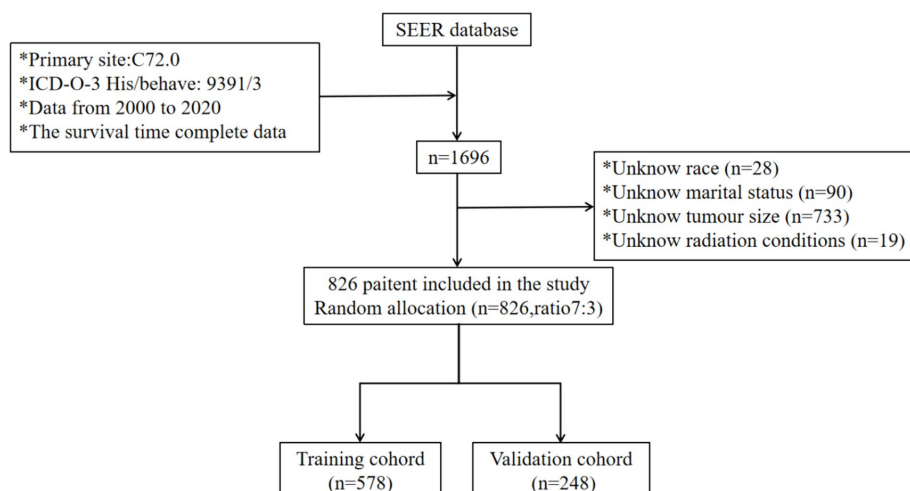 SEER database
*Primary site:C72.0
*ICD-O-3 His/behave: 9391/3
*Data from 2000 to 2020
*The survival time complete data
n=1696
*Unknow race (n=28)
*Unknow marital status (n=90)
*Unknow tumour size (n=733)
*Unknow radiation conditions (n=19)
826 paitent included in the study
Random allocation (n=826,ratio7:3)
Training cohord
(n=578)
Validation cohord
(n=248)